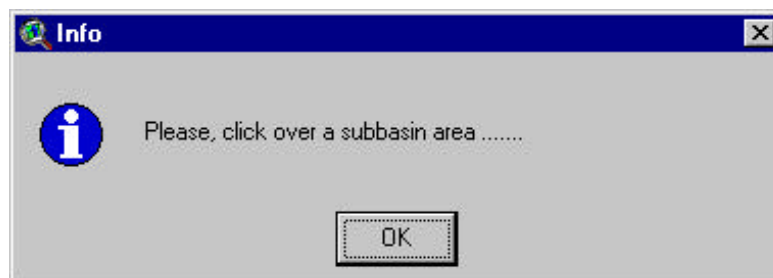 Info
Please, click over a subbasin area .......
OK